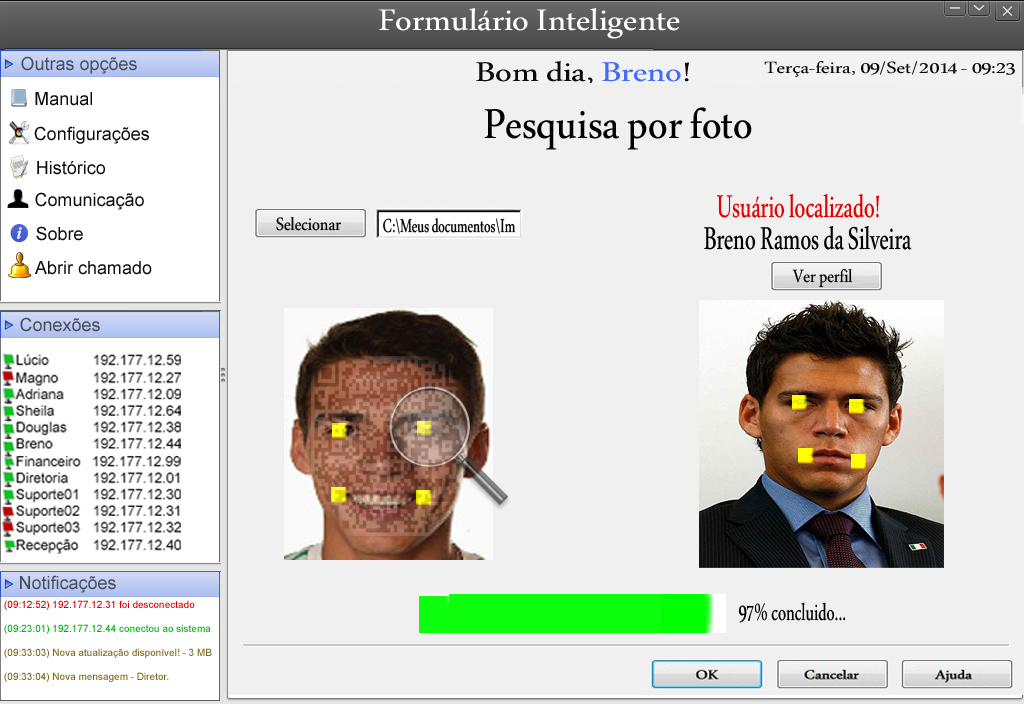 Formulário Inteligente
Outras opções
Manual
Configurações
Histórico
Comunicação
Sobre
Abrir chamado
Conexões
Lúcio 192.177.12.59
Magno 192.177.12.27
Adriana 192.177.12.09
Sheila 192.177.12.64
Douglas 192.177.12.38
Breno 192.177.12.44
Financeiro 192.177.12.99
Diretoria 192.177.12.01
Suporte01 192.177.12.30
Suporte02 192.177.12.31
Suporte03 192.177.12.32
Recepção 192.177.12.40
Notificações
(09:12:52) 192.177.12.31 foi desconectado
(09:23:01) 192.177.12.44 conectou ao sistema
(09:33:03) Nova atualização disponível! - 3 MB
(09:33:04) Nova mensagem - Diretor.
Bom dia, Breno!
Terça-feira, 09/Set/2014 - 09:23
Pesquisa por foto
Selecionar
C:\Meus documentos\Im
Usuário localizado!
Breno Ramos da Silveira
Ver perfil
97% concluido...
OK
Cancelar
Ajuda